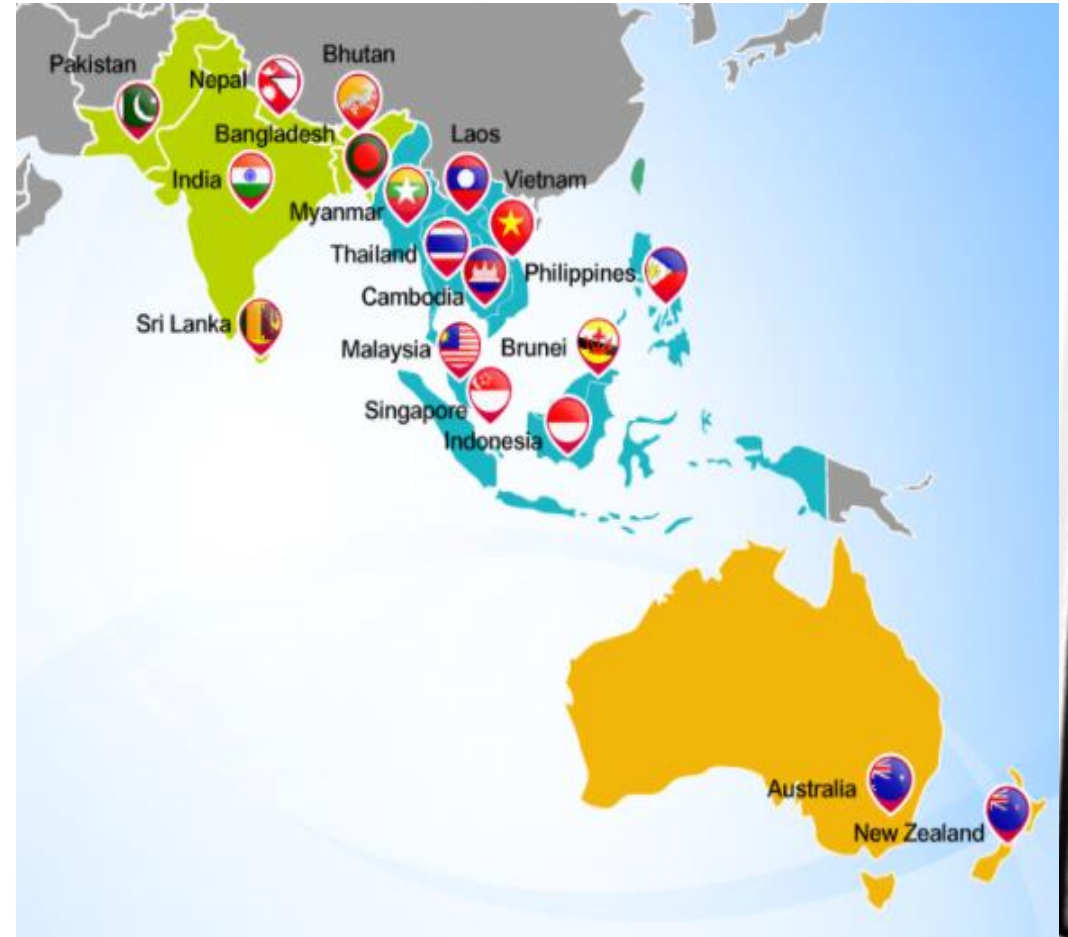 Bhutan
Pakistan
Nepal
Bangladesh
Laos
India
Vietnam
Myanmar
Thailand
Philippines
Cambodia
Sri Lanka
Malaysia
Brunei
Singapore
Indonesia
Australia
New Zealand